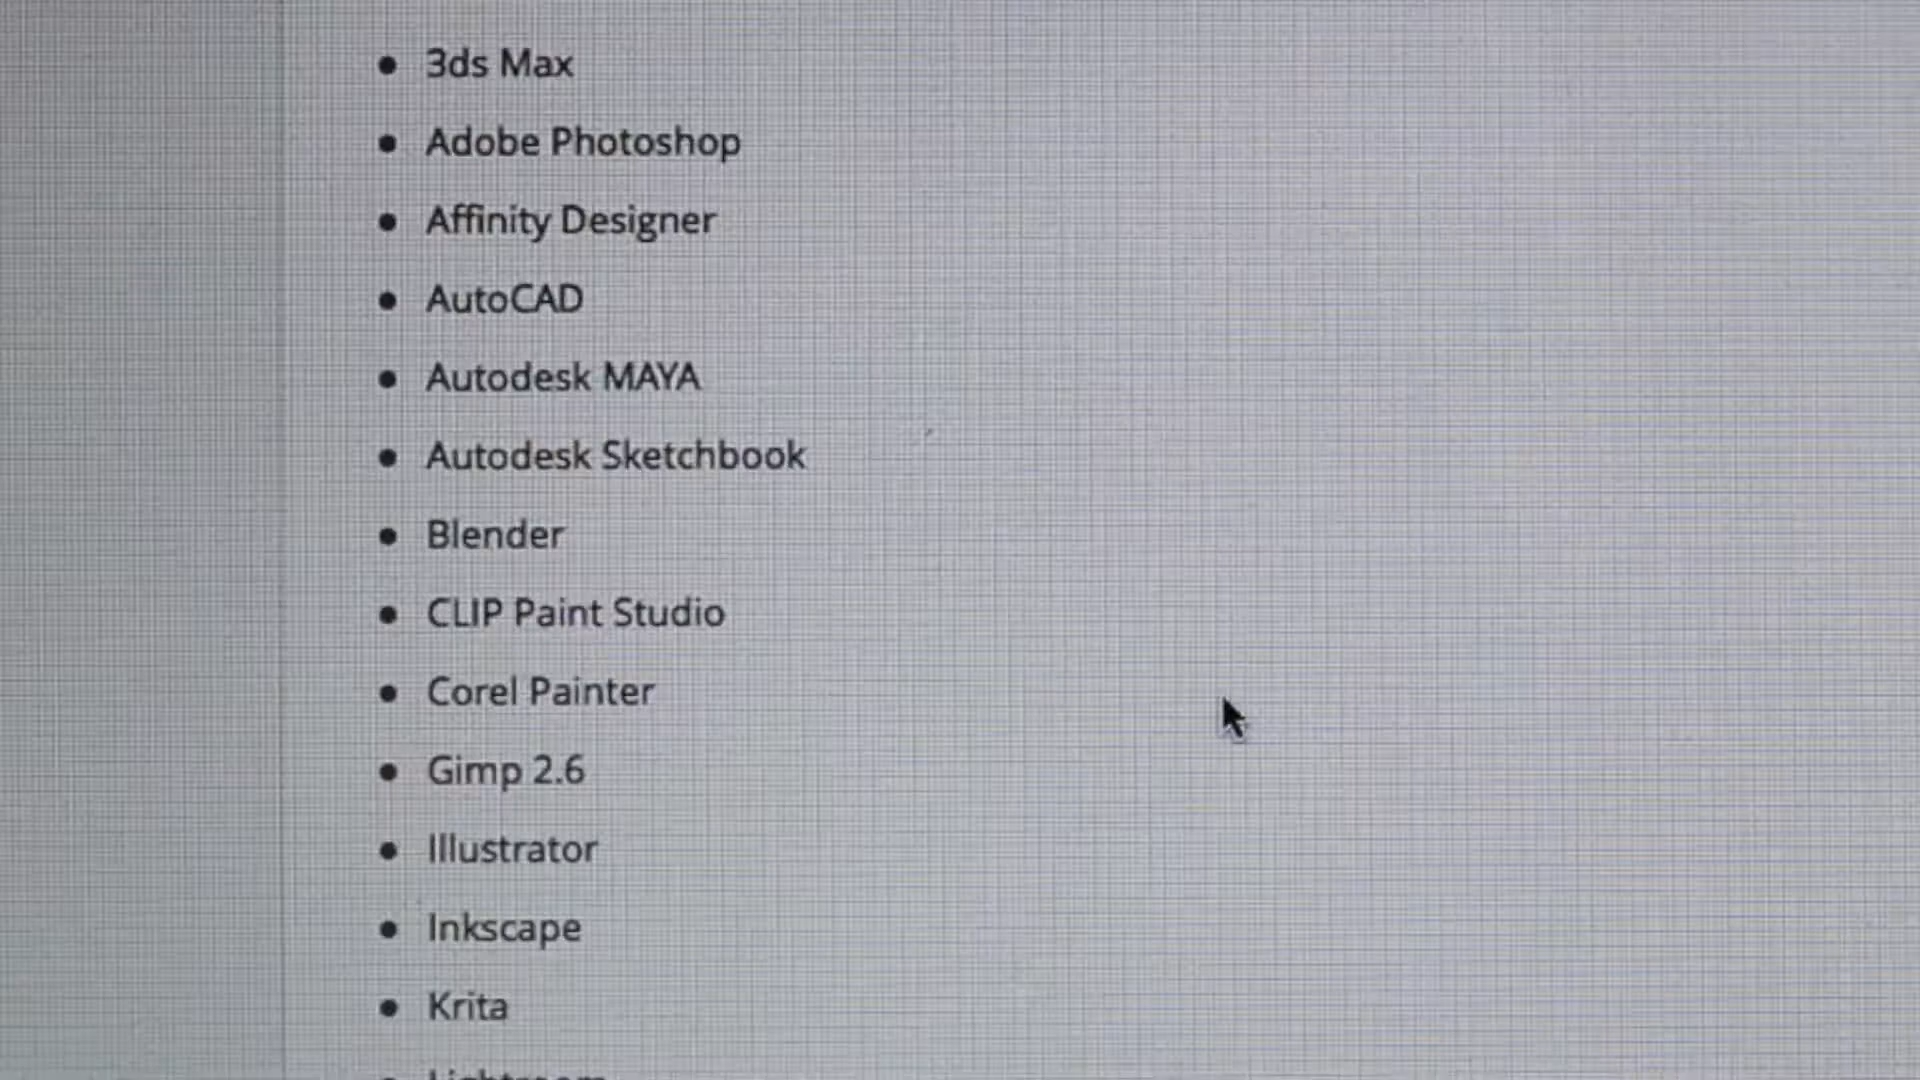 3ds Max
Adobe Photoshop
Affinity Designer
AutoCAD
Autodesk MAYA
Autodesk Sketchbook
Blender
CLIP Paint Studio
Corel Painter
Gimp 2.6
Illustrator
Inkscape
Krita
Lightroom